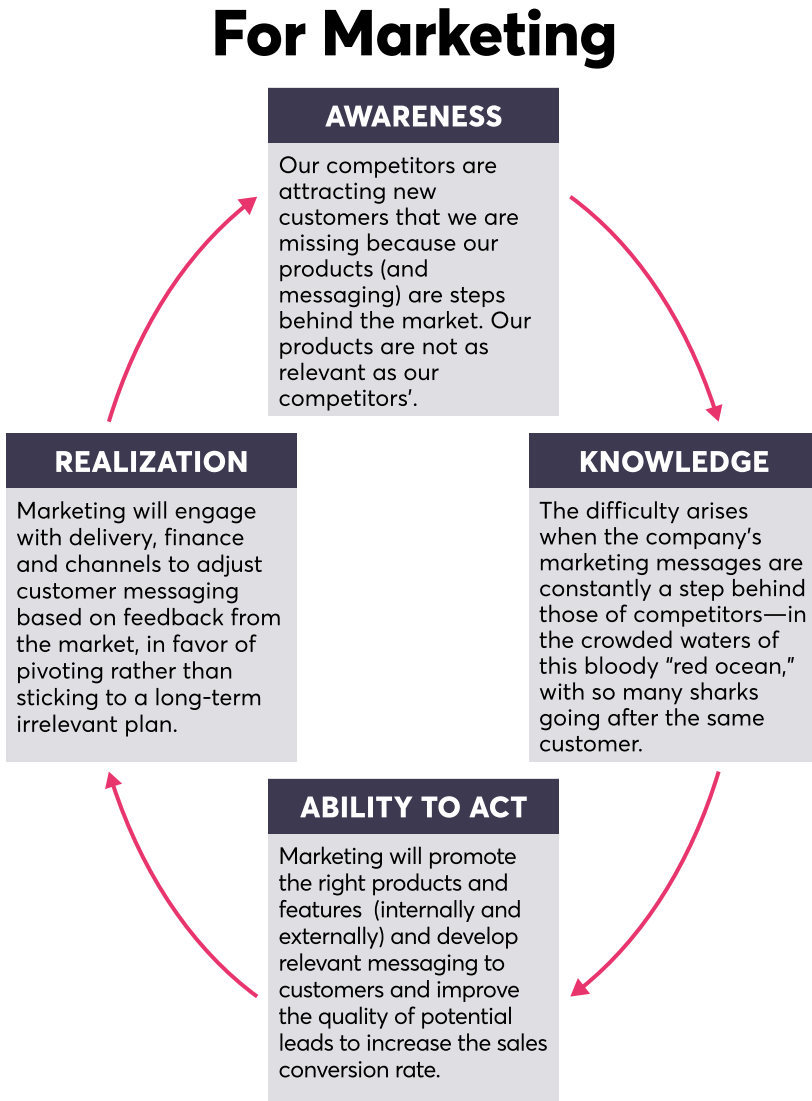 For Marketing
AWARENESS
Our competitors are
attracting new
customers that we are
missing because our
products (and
messaging) are steps
behind the market. Our
products are not as
relevant as our
competitors’.
KNOWLEDGE
The difficulty arises
when the company’s
marketing messages are
constantly a step behind
those of competitors—in
the crowded waters of
this bloody “red ocean,”
with so many sharks
going after the same
customer.
ABILITY TO ACT
Marketing will promote
the right products and
features  (internally and
externally) and develop
relevant messaging to
customers and improve
the quality of potential
leads to increase the sales
conversion rate.
REALIZATION
Marketing will engage
with delivery, finance
and channels to adjust
customer messaging
based on feedback from
the market, in favor of
pivoting rather than
sticking to a long-term
irrelevant plan.